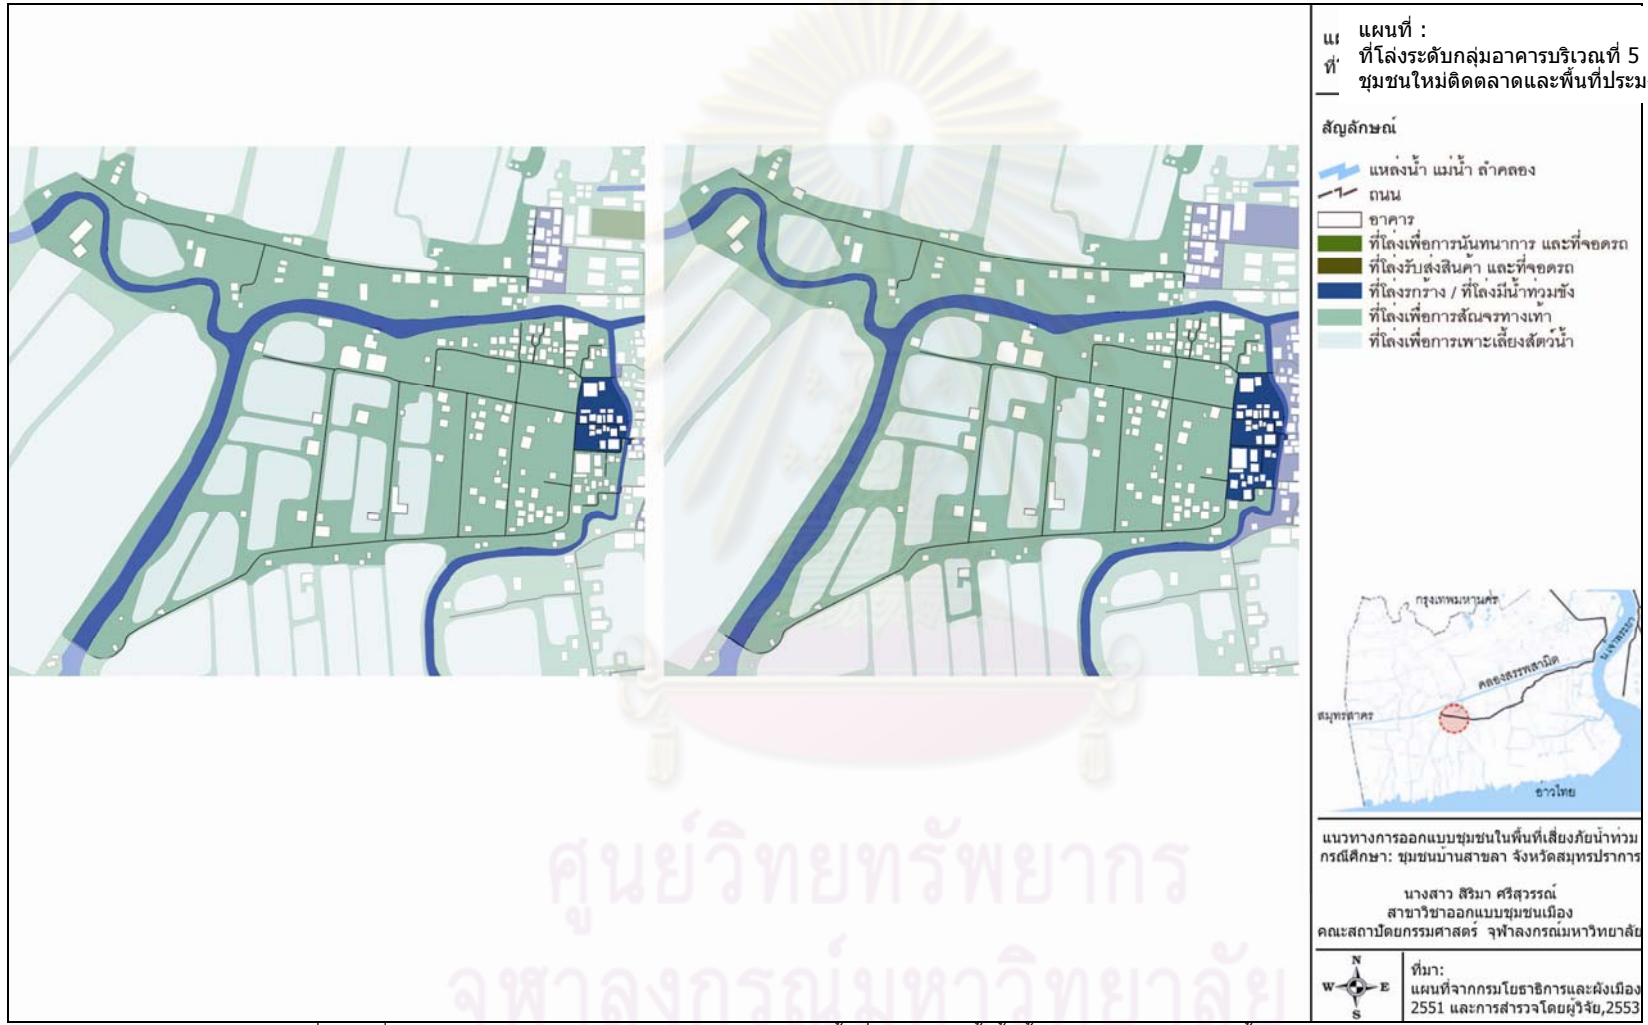 แผนที่ :
ที่โล่งระดับกลุ่มอาคารบริเวณที่ 5
ชุมชนใหม่ติดตลาดและพื้นที่ประม
สัญลักษณ์
แหล่งน้ำ แม่น้ำ ลำคลอง
ถนน
อาคาร
ที่โล่งเพื่อการนันทนาการ และที่จอดรถ
ที่โล่งรับส่งสินค้า และที่จอดรถ
ที่โล่งรกร้าง / ที่โล่งมีน้ำท่วมขัง
ที่โล่งเพื่อการสัญจรทางเท้า
ที่โล่งเพื่อการเพาะเลี้ยงสัตว์น้ำ
กรุงเทพมหานคร
น.เจ้าพระยา
คลองสรรพสามิต
สมุทรสาคร
อ่าวไทย
แนวทางการออกแบบชุมชนในพื้นที่เสี่ยงภัยน้ำท่วม
กรณีศึกษา: ชุมชนบ้านสาขลา จังหวัดสมุทรปราการ
นางสาว สิริมา ศรีสุวรรณ์
สาขาวิชาออกแบบชุมชนเมือง
คณะสถาปัตยกรรมศาสตร์ จุฬาลงกรณ์มหาวิทยาลัย
N
W E
S
ที่มา:
แผนที่จากกรมโยธาธิการและผังเมือง
2551 และการสำรวจโดยผู้วิจัย,2553
ศูนย์วิทยทรัพยากร
จุฬาลงกรณ์มหาวิทยาลัย